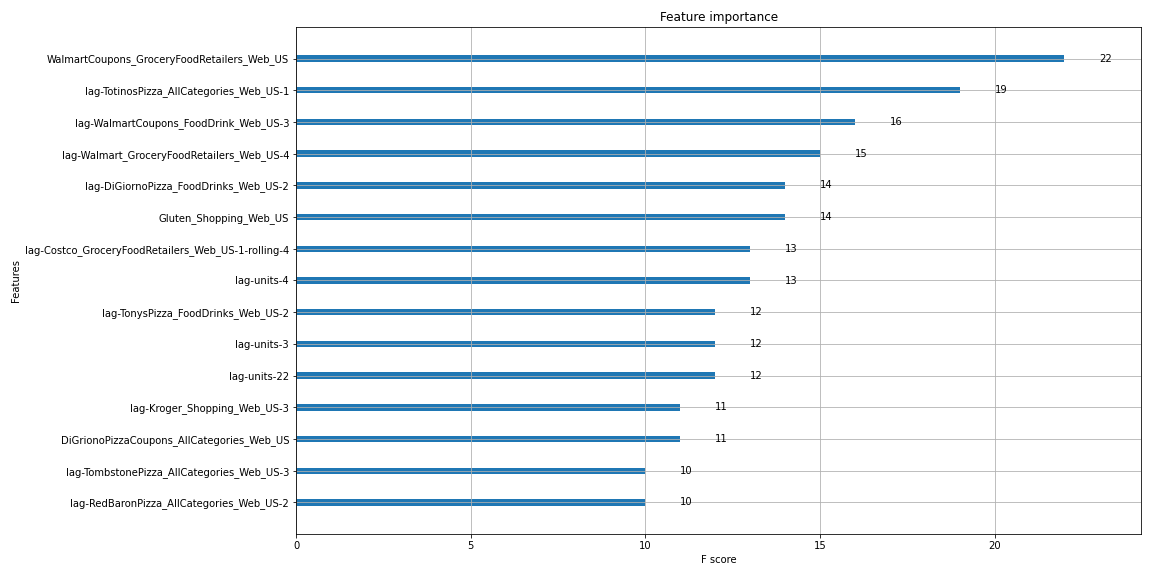 Feature importance
WalmartCoupons_GroceryFoodRetailers_Web_US 22
lag-TotinosPizza_AllCategories_Web_US-1 19
lag-WalmartCoupons_FoodDrink_Web_US-3 16
lag-Walmart_GroceryFoodRetailers_Web_US-4 15
lag-DiGiornoPizza_FoodDrinks_Web_US-2 14
Gluten_Shopping_Web_US 14
lag-Costco_GroceryFoodRetailers_Web_US-1-rolling-4 13
lag-units-4 13
lag-TonysPizza_FoodDrinks_Web_US-2 12
lag-units-3 12
lag-units-22 12
lag-Kroger_Shopping_Web_US-3 11
DiGrionoPizzaCoupons_AllCategories_Web_US 11
lag-TombstonePizza_AllCategories_Web_US-3 10
lag-RedBaronPizza_AllCategories_Web_US-2 10
Features
0 5 10 15 20
F score